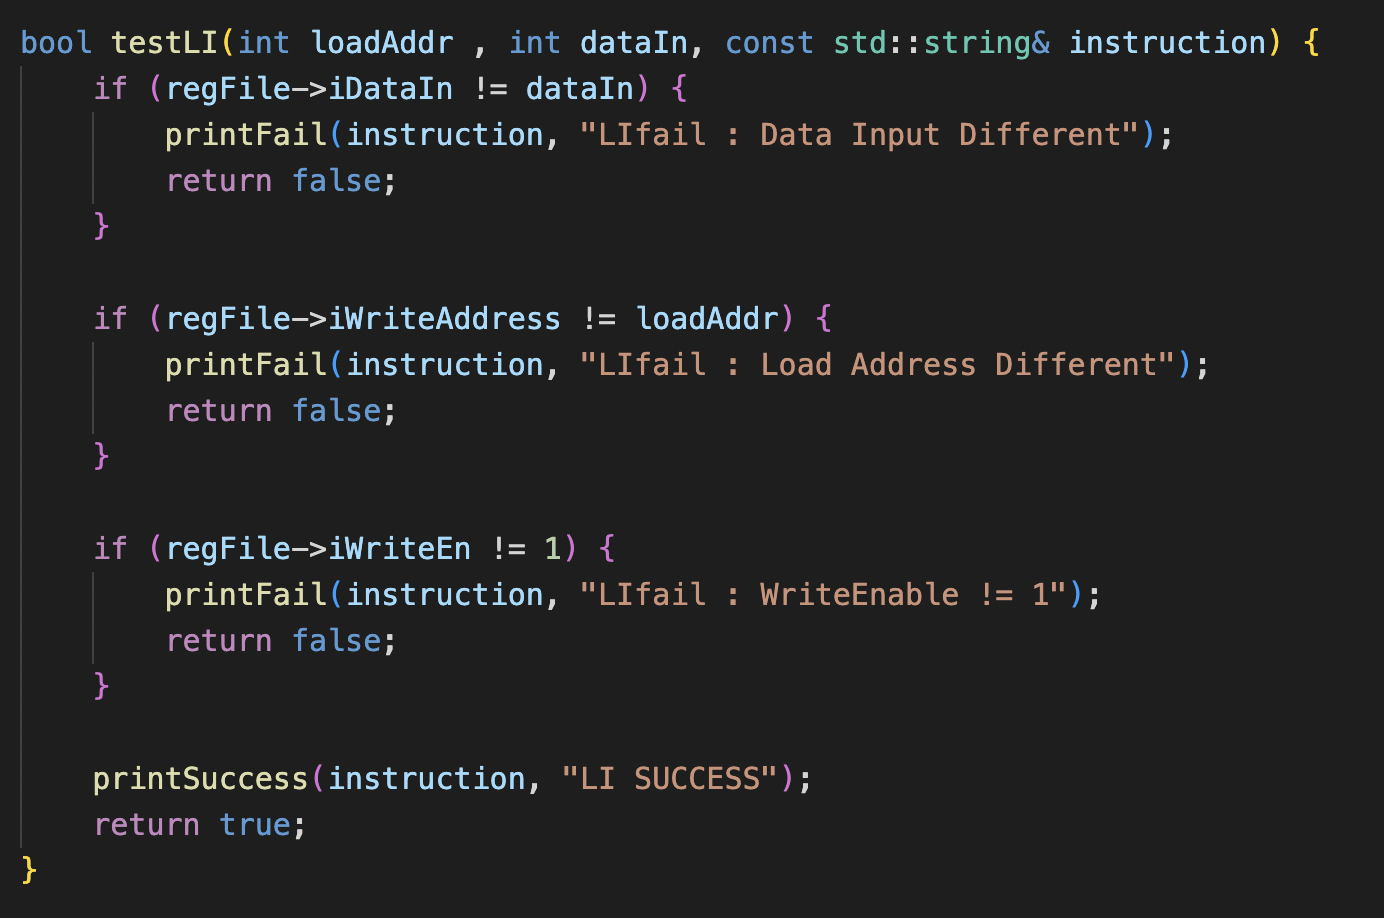 bool testLI(int loadAddr , int dataIn, const std::string& instruction) {
    if (regFile->iDataIn != dataIn) {
        printFail(instruction, "LIfail : Data Input Different");
        return false;
    }

    if (regFile->iWriteAddress != loadAddr) {
        printFail(instruction, "LIfail : Load Address Different");
        return false;
    }

    if (regFile->iWriteEn != 1) {
        printFail(instruction, "LIfail : WriteEnable != 1");
        return false;
    }

    printSuccess(instruction, "LI SUCCESS");
    return true;
}